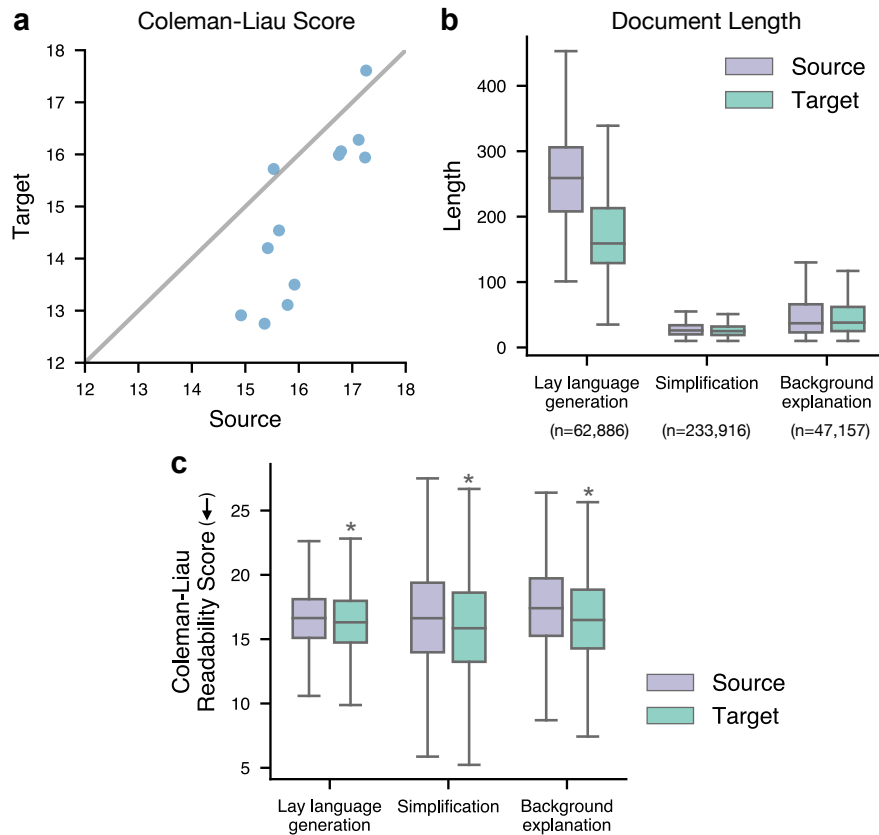 a
Coleman-Liau Score
18
17
16
15
14
13
12
Target
12 13 14 15 16 17 18
Source
b
Document Length
Source
Target
400
300
200
100
0
Length
Lay language generation
Simplification
Background explanation
(n=62,886)
(n=233,916)
(n=47,157)
c
Coleman-Liau
Readability Score (↓)
25
20
15
10
5
* * *
Source
Target
Lay language generation
Simplification
Background explanation